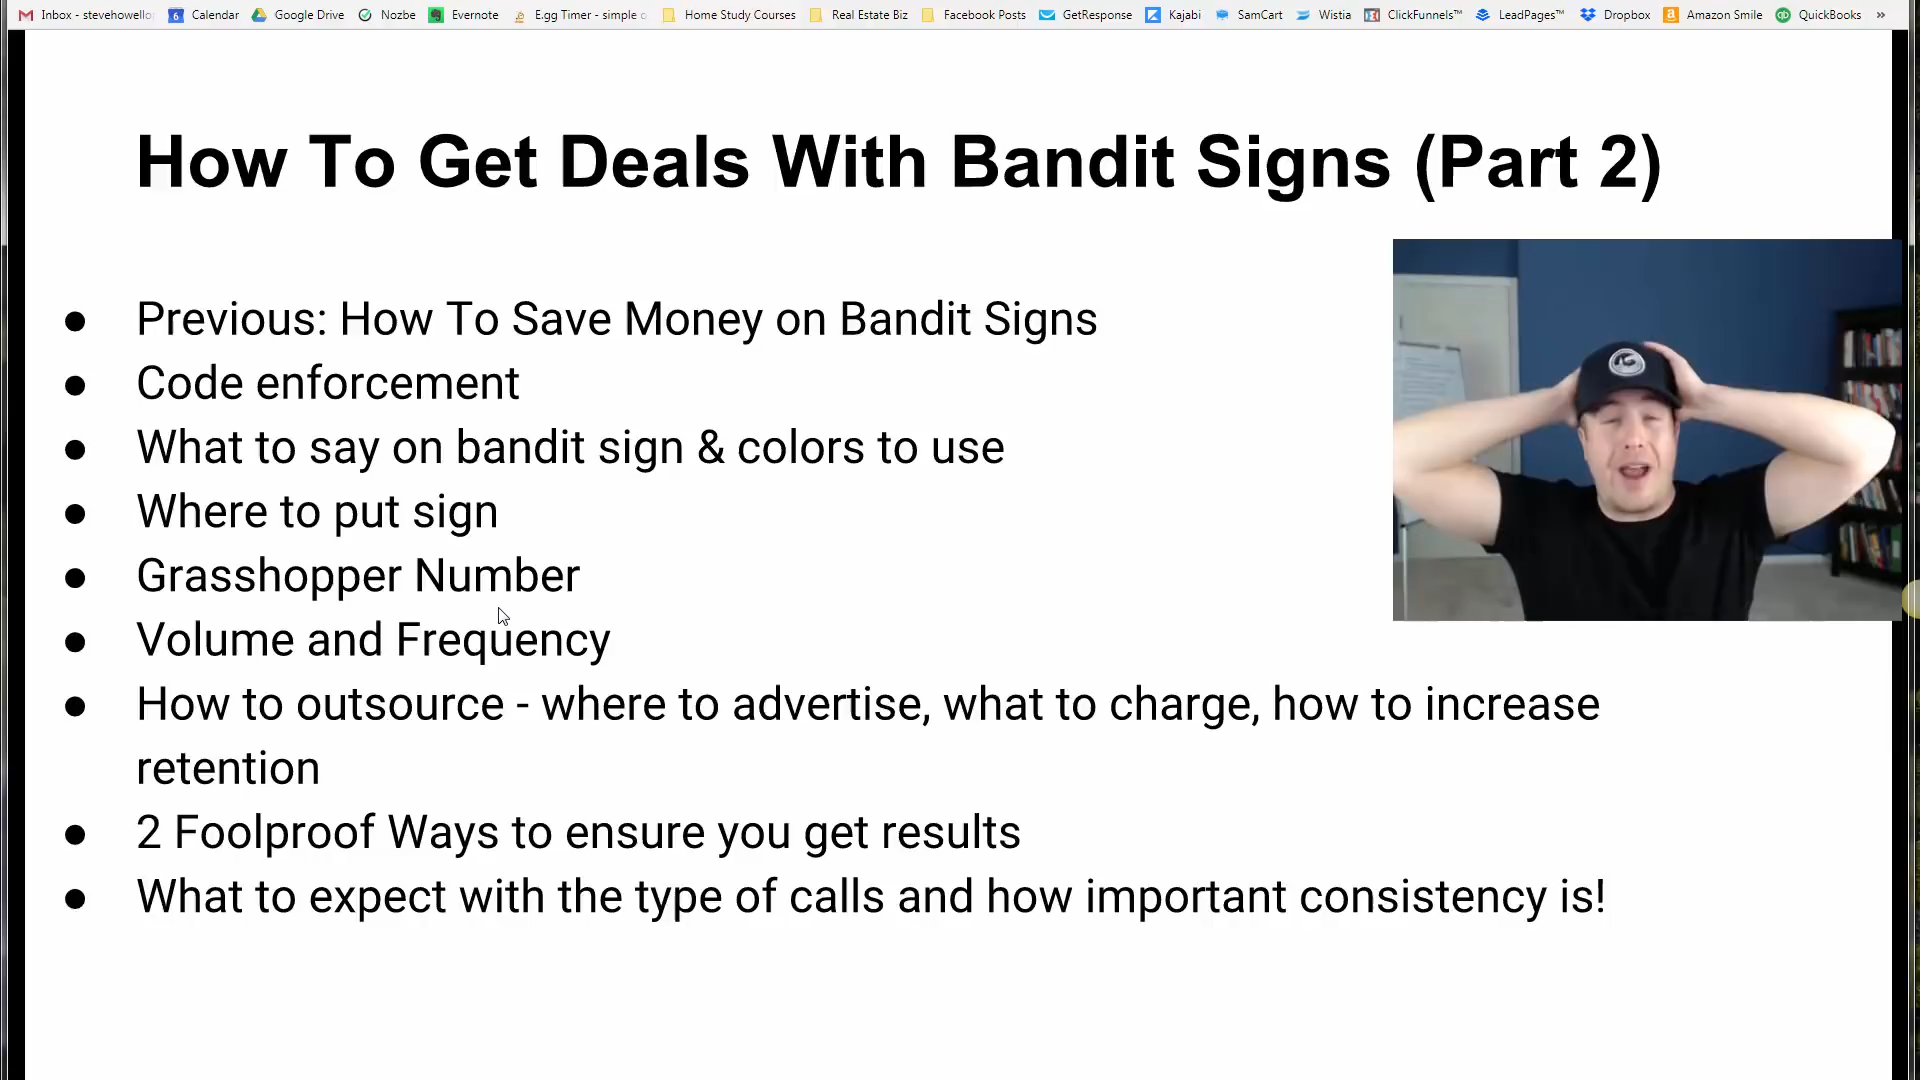 Inbox - stevehowello Calendar Google Drive Nozbe Evernote E.gg Timer - simple c Home Study Courses Real Estate Biz Facebook Posts GetResponse Kajabi SamCart Wistia ClickFunnels™ LeadPages™ Dropbox Amazon Smile QuickBooks »
How To Get Deals With Bandit Signs (Part 2)
● Previous: How To Save Money on Bandit Signs
● Code enforcement
● What to say on bandit sign & colors to use
● Where to put sign
● Grasshopper Number
● Volume and Frequency
● How to outsource - where to advertise, what to charge, how to increase
retention
● 2 Foolproof Ways to ensure you get results
● What to expect with the type of calls and how important consistency is!